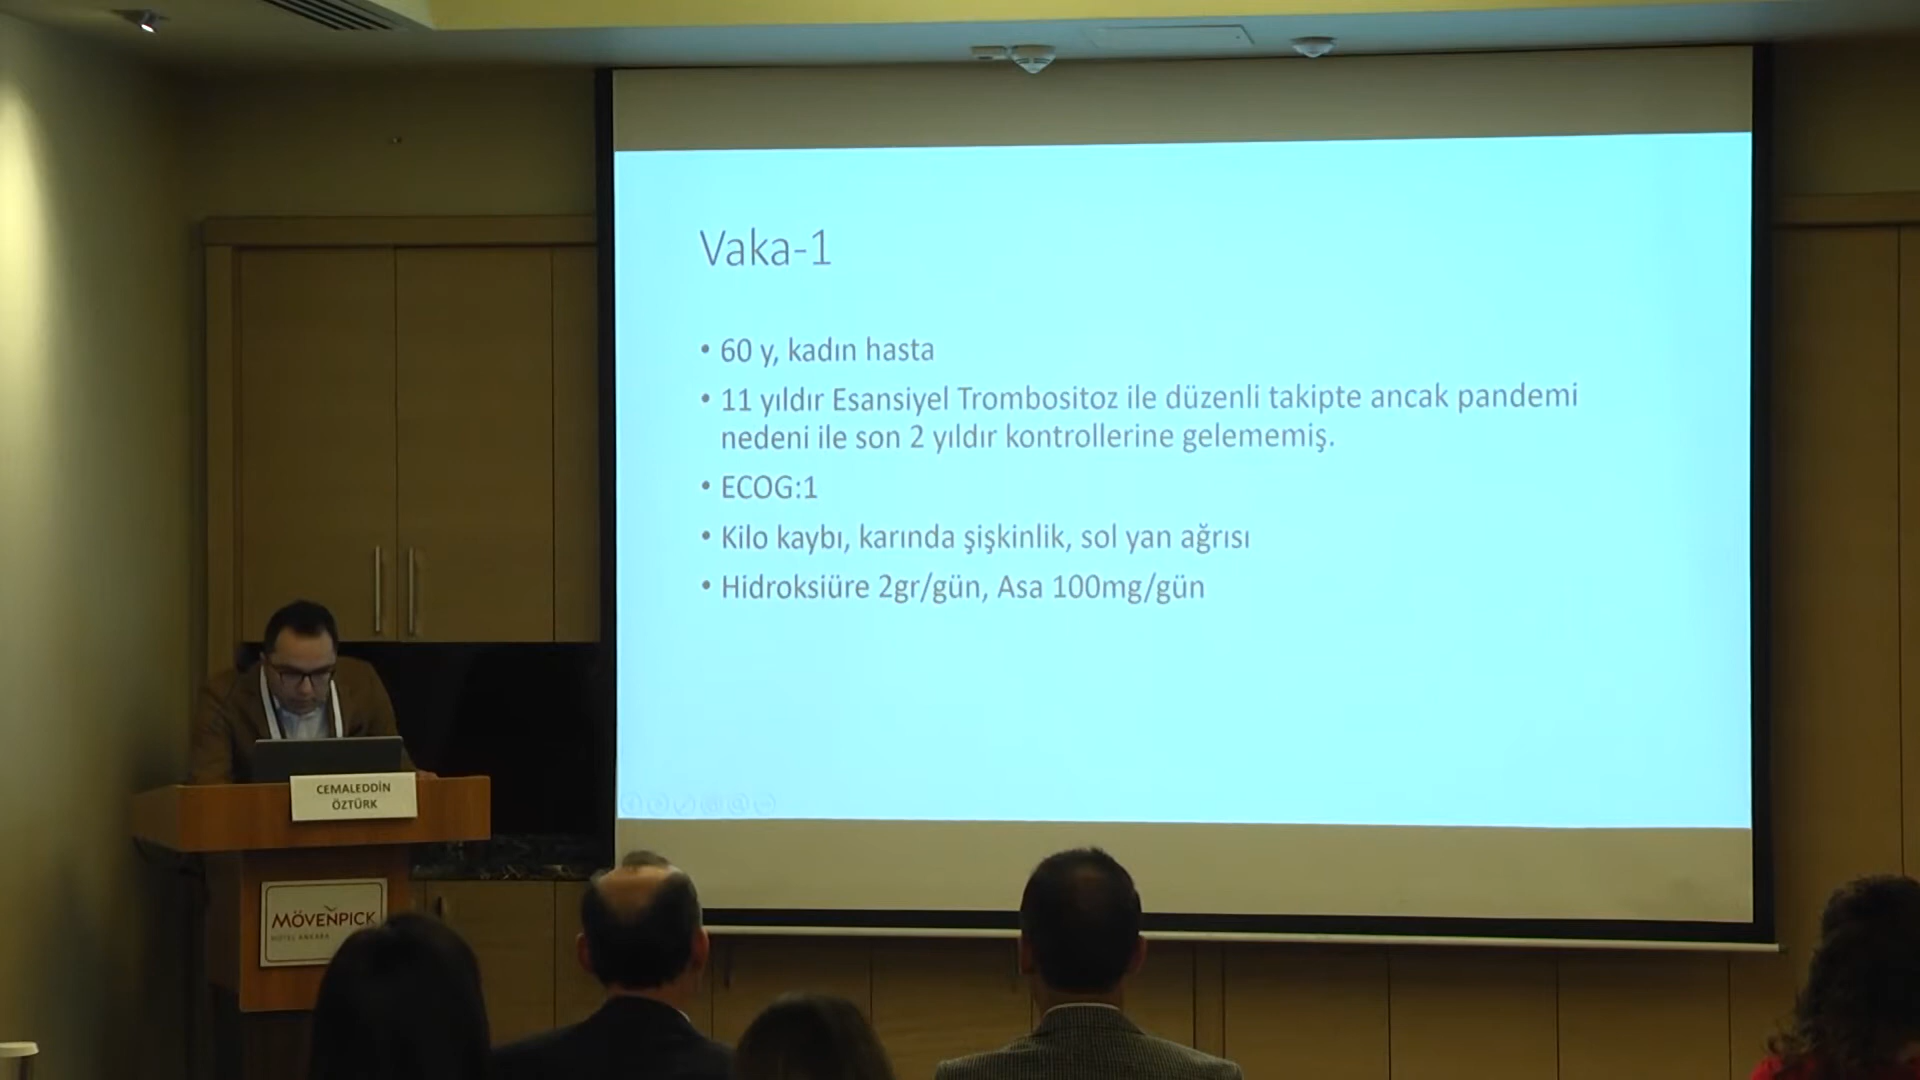 Vaka-1
• 60 y, kadın hasta
• 11 yıldır Esansiyel Trombositoz ile düzenli takipte ancak pandemi
nedeni ile son 2 yıldır kontrollerine gelememiş.
• ECOG:1
• Kilo kaybı, karında şişkinlik, sol yan ağrısı
• Hidroksiüre 2gr/gün, Asa 100mg/gün
CEMALEDDİN
ÖZTÜRK
MÖVENPICK
HOTEL ANKARA